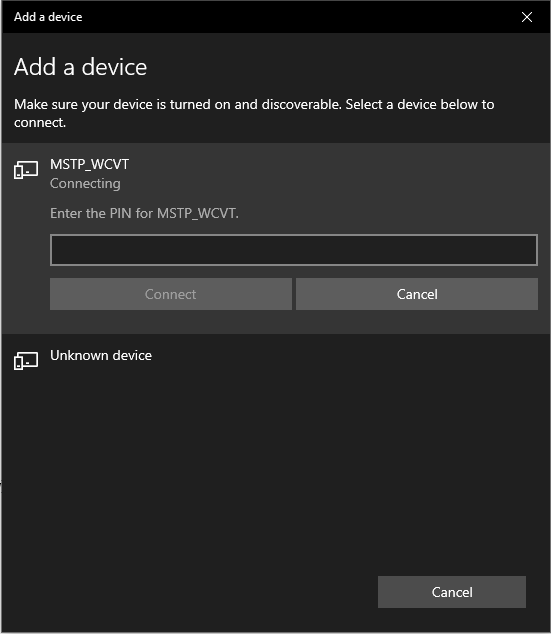 Add a device
Add a device
Make sure your device is turned on and discoverable. Select a device below to
connect.
MSTP_WCVT
Connecting
Enter the PIN for MSTP_WCVT.
Connect
Cancel
Unknown device
Cancel